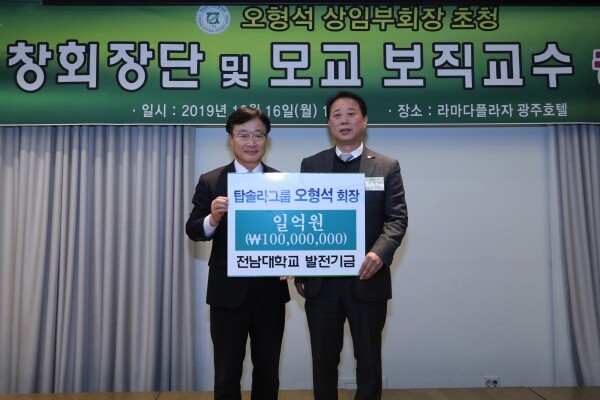 오형석 상임부회장 초청
창회장단 및 모교 보직교수
· 일시 : 2019년 16일(월)
· 장소 : 라마다플라자 광주호텔
탑솔라그룹 오형석 회장
일억원
(₩100,000,000)
전남대학교 발전기금